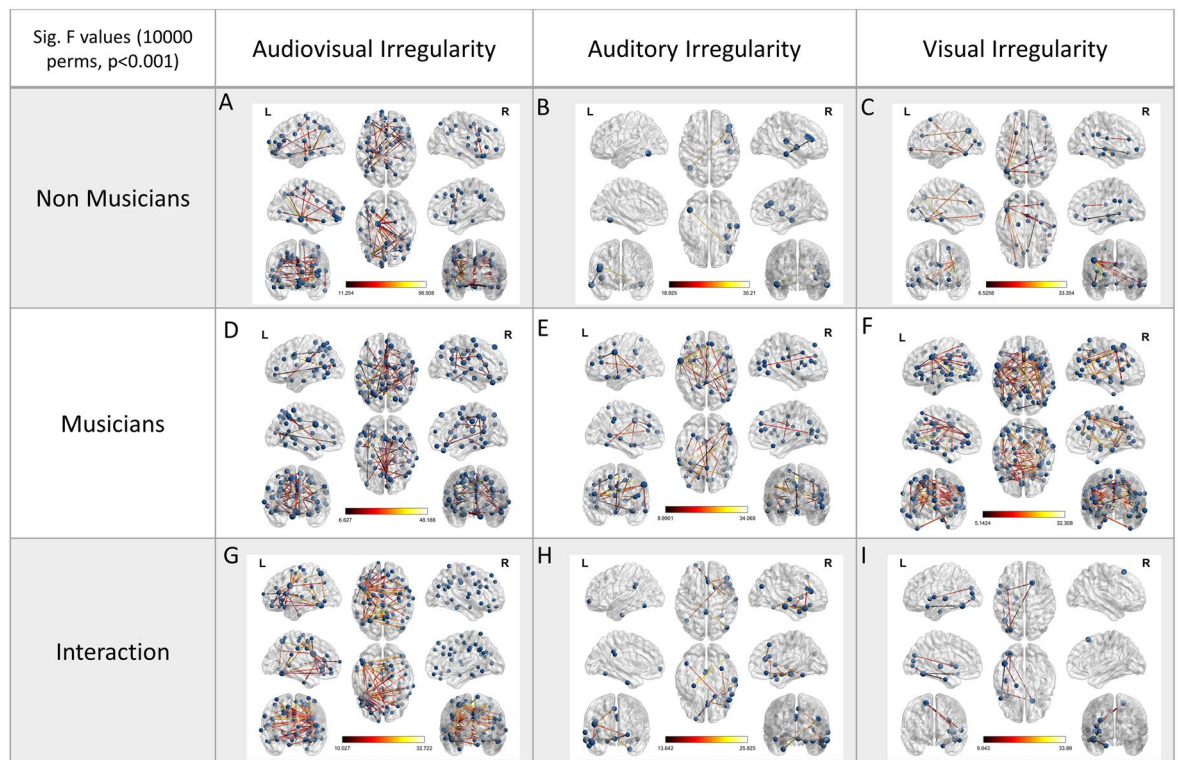 Sig. F values (10000
perms, p<0.001)
Audiovisual Irregularity
Auditory Irregularity
Visual Irregularity
Non Musicians
A
L
R
11.254
56.508
B
L
R
18.925
30.21
C
L
R
6.5258
33.354
Musicians
D
L
R
6.627
48.188
E
L
R
8.9901
34.068
F
L
R
5.1424
32.308
Interaction
G
L
R
10.027
32.722
H
L
R
13.642
25.825
I
L
R
9.643
33.89